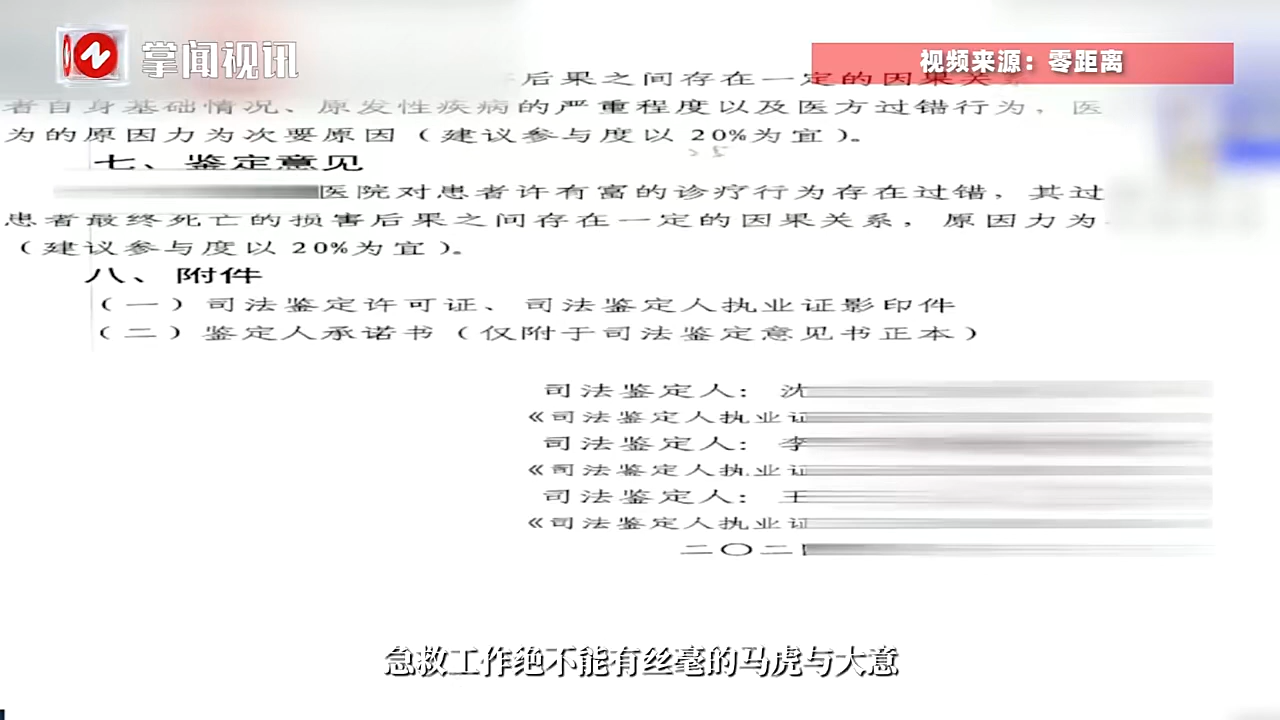 掌闻视讯
视频来源：零距离
后果之间存在一定的因果关
者自身基础情况、原发性疾病的严重程度以及医方过错行为，医
为的原因力为次要原因（建议参与度以 20%为宜）。
七、鉴定意见
医院对患者许有富的诊疗行为存在过错，其过
患者最终死亡的损害后果之间存在一定的因果关系，原因力为
（建议参与度以 20%为宜）。
八、附件
（一）司法鉴定许可证、司法鉴定人执业证影印件
（二）鉴定人承诺书（仅附于司法鉴定意见书正本）
司法鉴定人：沈
《司法鉴定人执业证
司法鉴定人：李
《司法鉴定人执业证
司法鉴定人：王
《司法鉴定人执业证
二〇二
急救工作绝不能有丝毫的马虎与大意